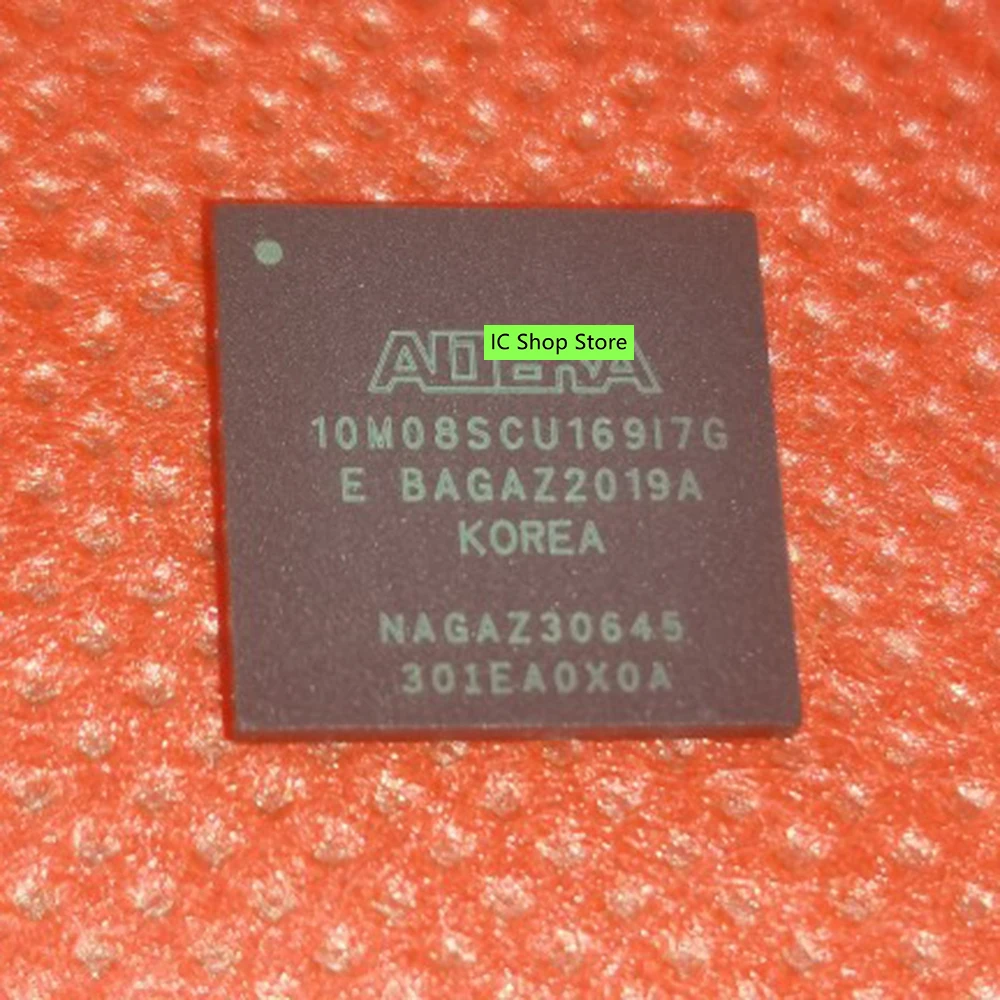 ALTERA
IC Shop Store
10M08SCU169I7G
E BAGAZ2019A
KOREA
NAGAZ30645
301EA0X0A